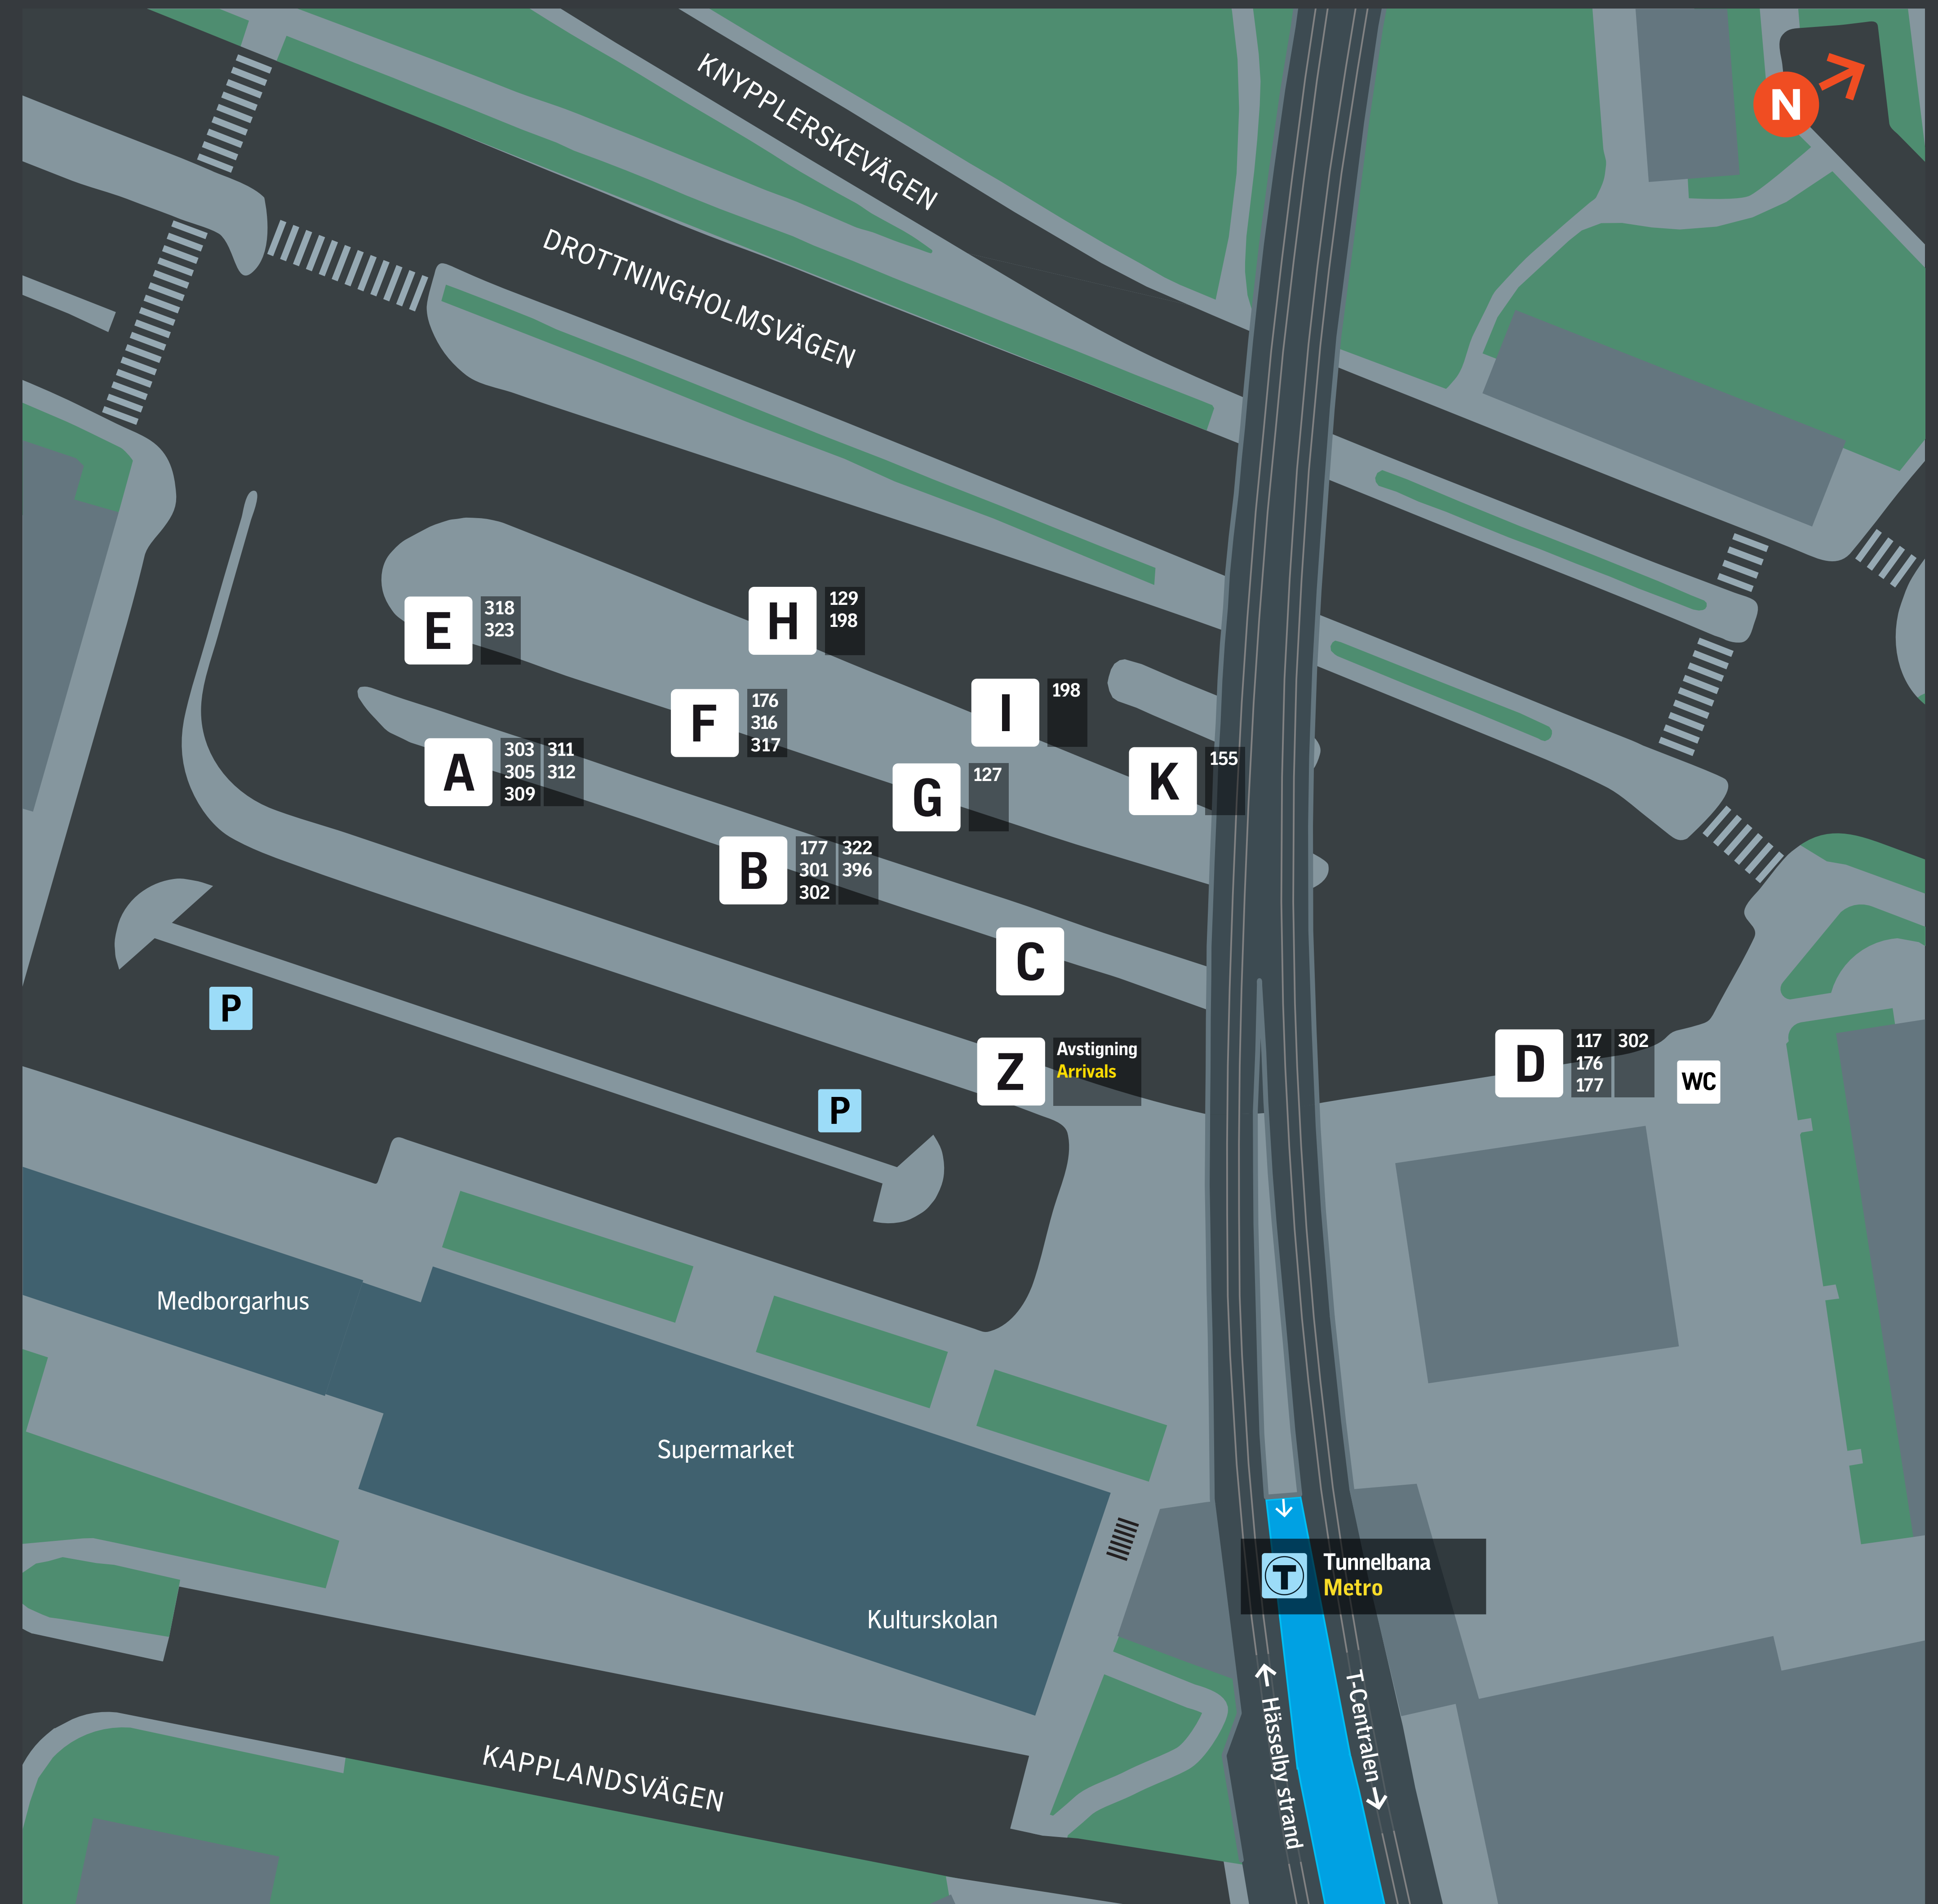 KNYPPLERSKEVÄGEN
N
DROTTNINGHOLMSVÄGEN
E
318
323
H
129
198
F
176
316
317
I
198
A
303 311
305 312
309
G
127
K
155
B
177 322
301 396
302
C
P
Z
Avstigning
Arrivals
D
117 302
176
177
WC
P
Medborgarhus
Supermarket
T
Tunnelbana
Metro
Kulturskolan
← Hässelby strand
T-Centralen →
KAPPLANDSVÄGEN